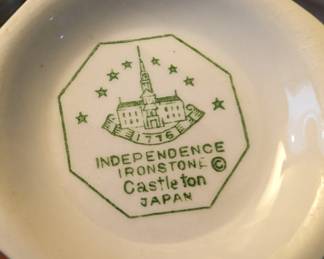 1776
INDEPENDENCE
IRONSTONE ©
Castleton
JAPAN